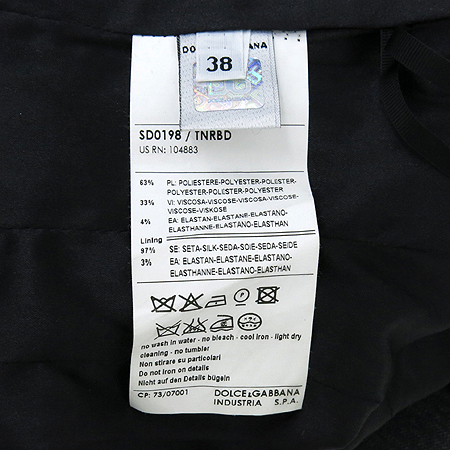 DO
BANA
38
SD0198 / TNRBD
US RN: 104883
63% PL: POLIESTERE-POLYESTER-POLESTER-
POLYESTER-POLESTER-POLYESTER
33% VI: VISCOSA-VISCOSE-VISCOSA-VISCOSE-
VISCOSE-VISKOSE
4% EA: ELASTAN-ELASTANE-ELASTANO-
ELASTHANNE-ELASTANO-ELASTHAN
Lining
97% SE: SETA-SILK-SEDA-SOIE-SEDA-SEIDE
3% EA: ELASTAN-ELASTANE-ELASTANO-
ELASTHANNE-ELASTANO-ELASTHAN
P
no wash in water - no bleach - cool iron - light dry
cleaning - no tumbler
Non stirare su particolari
Do not iron on details
Nicht auf den Details bügeln
CP: 73/07001
DOLCE&GABBANA
INDUSTRIA S.P.A.